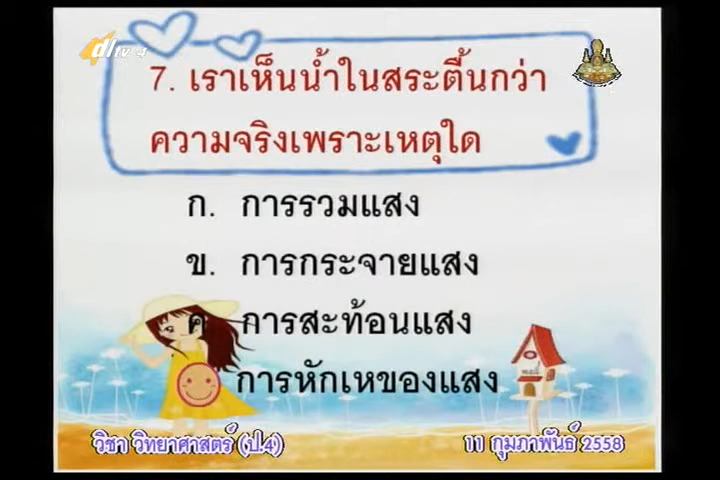 dltv 4
7. เราเห็นน้ำในสระตื้นกว่า
ความจริงเพราะเหตุใด
ก. การรวมแสง
ข. การกระจายแสง
ค การสะท้อนแสง
การหักเหของแสง
วิชา วิทยาศาสตร์ (ป.4)
11 กุมภาพันธ์ 2558